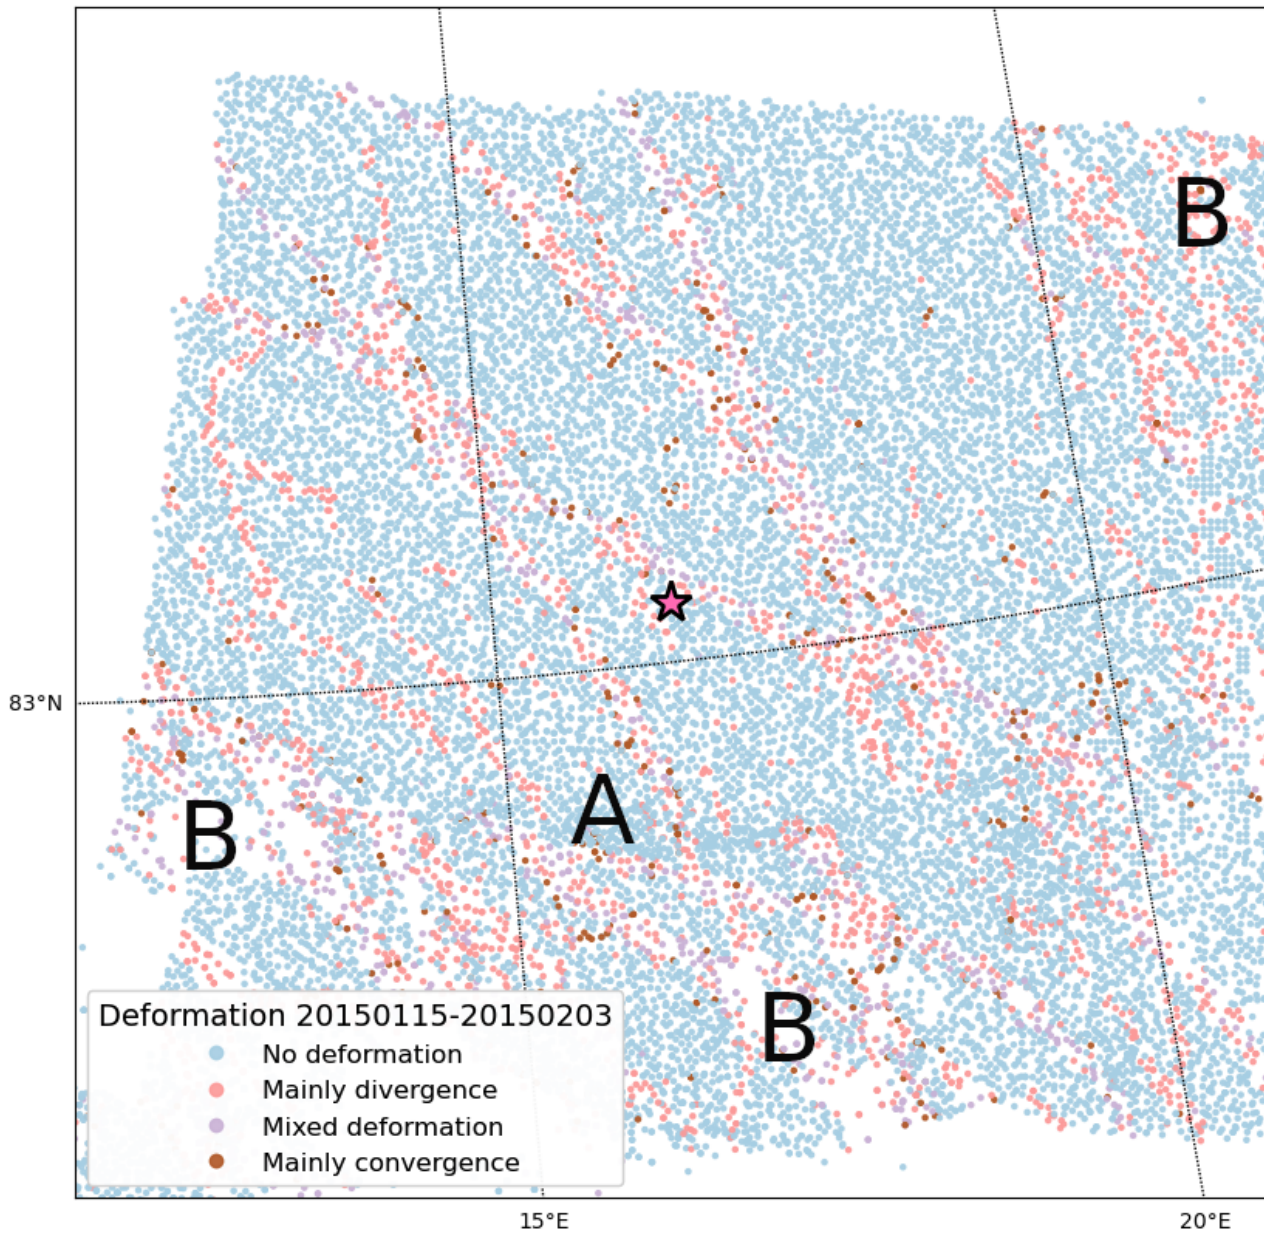 B
83°N
A
B
B
Deformation 20150115-20150203
No deformation
Mainly divergence
Mixed deformation
Mainly convergence
15°E
20°E